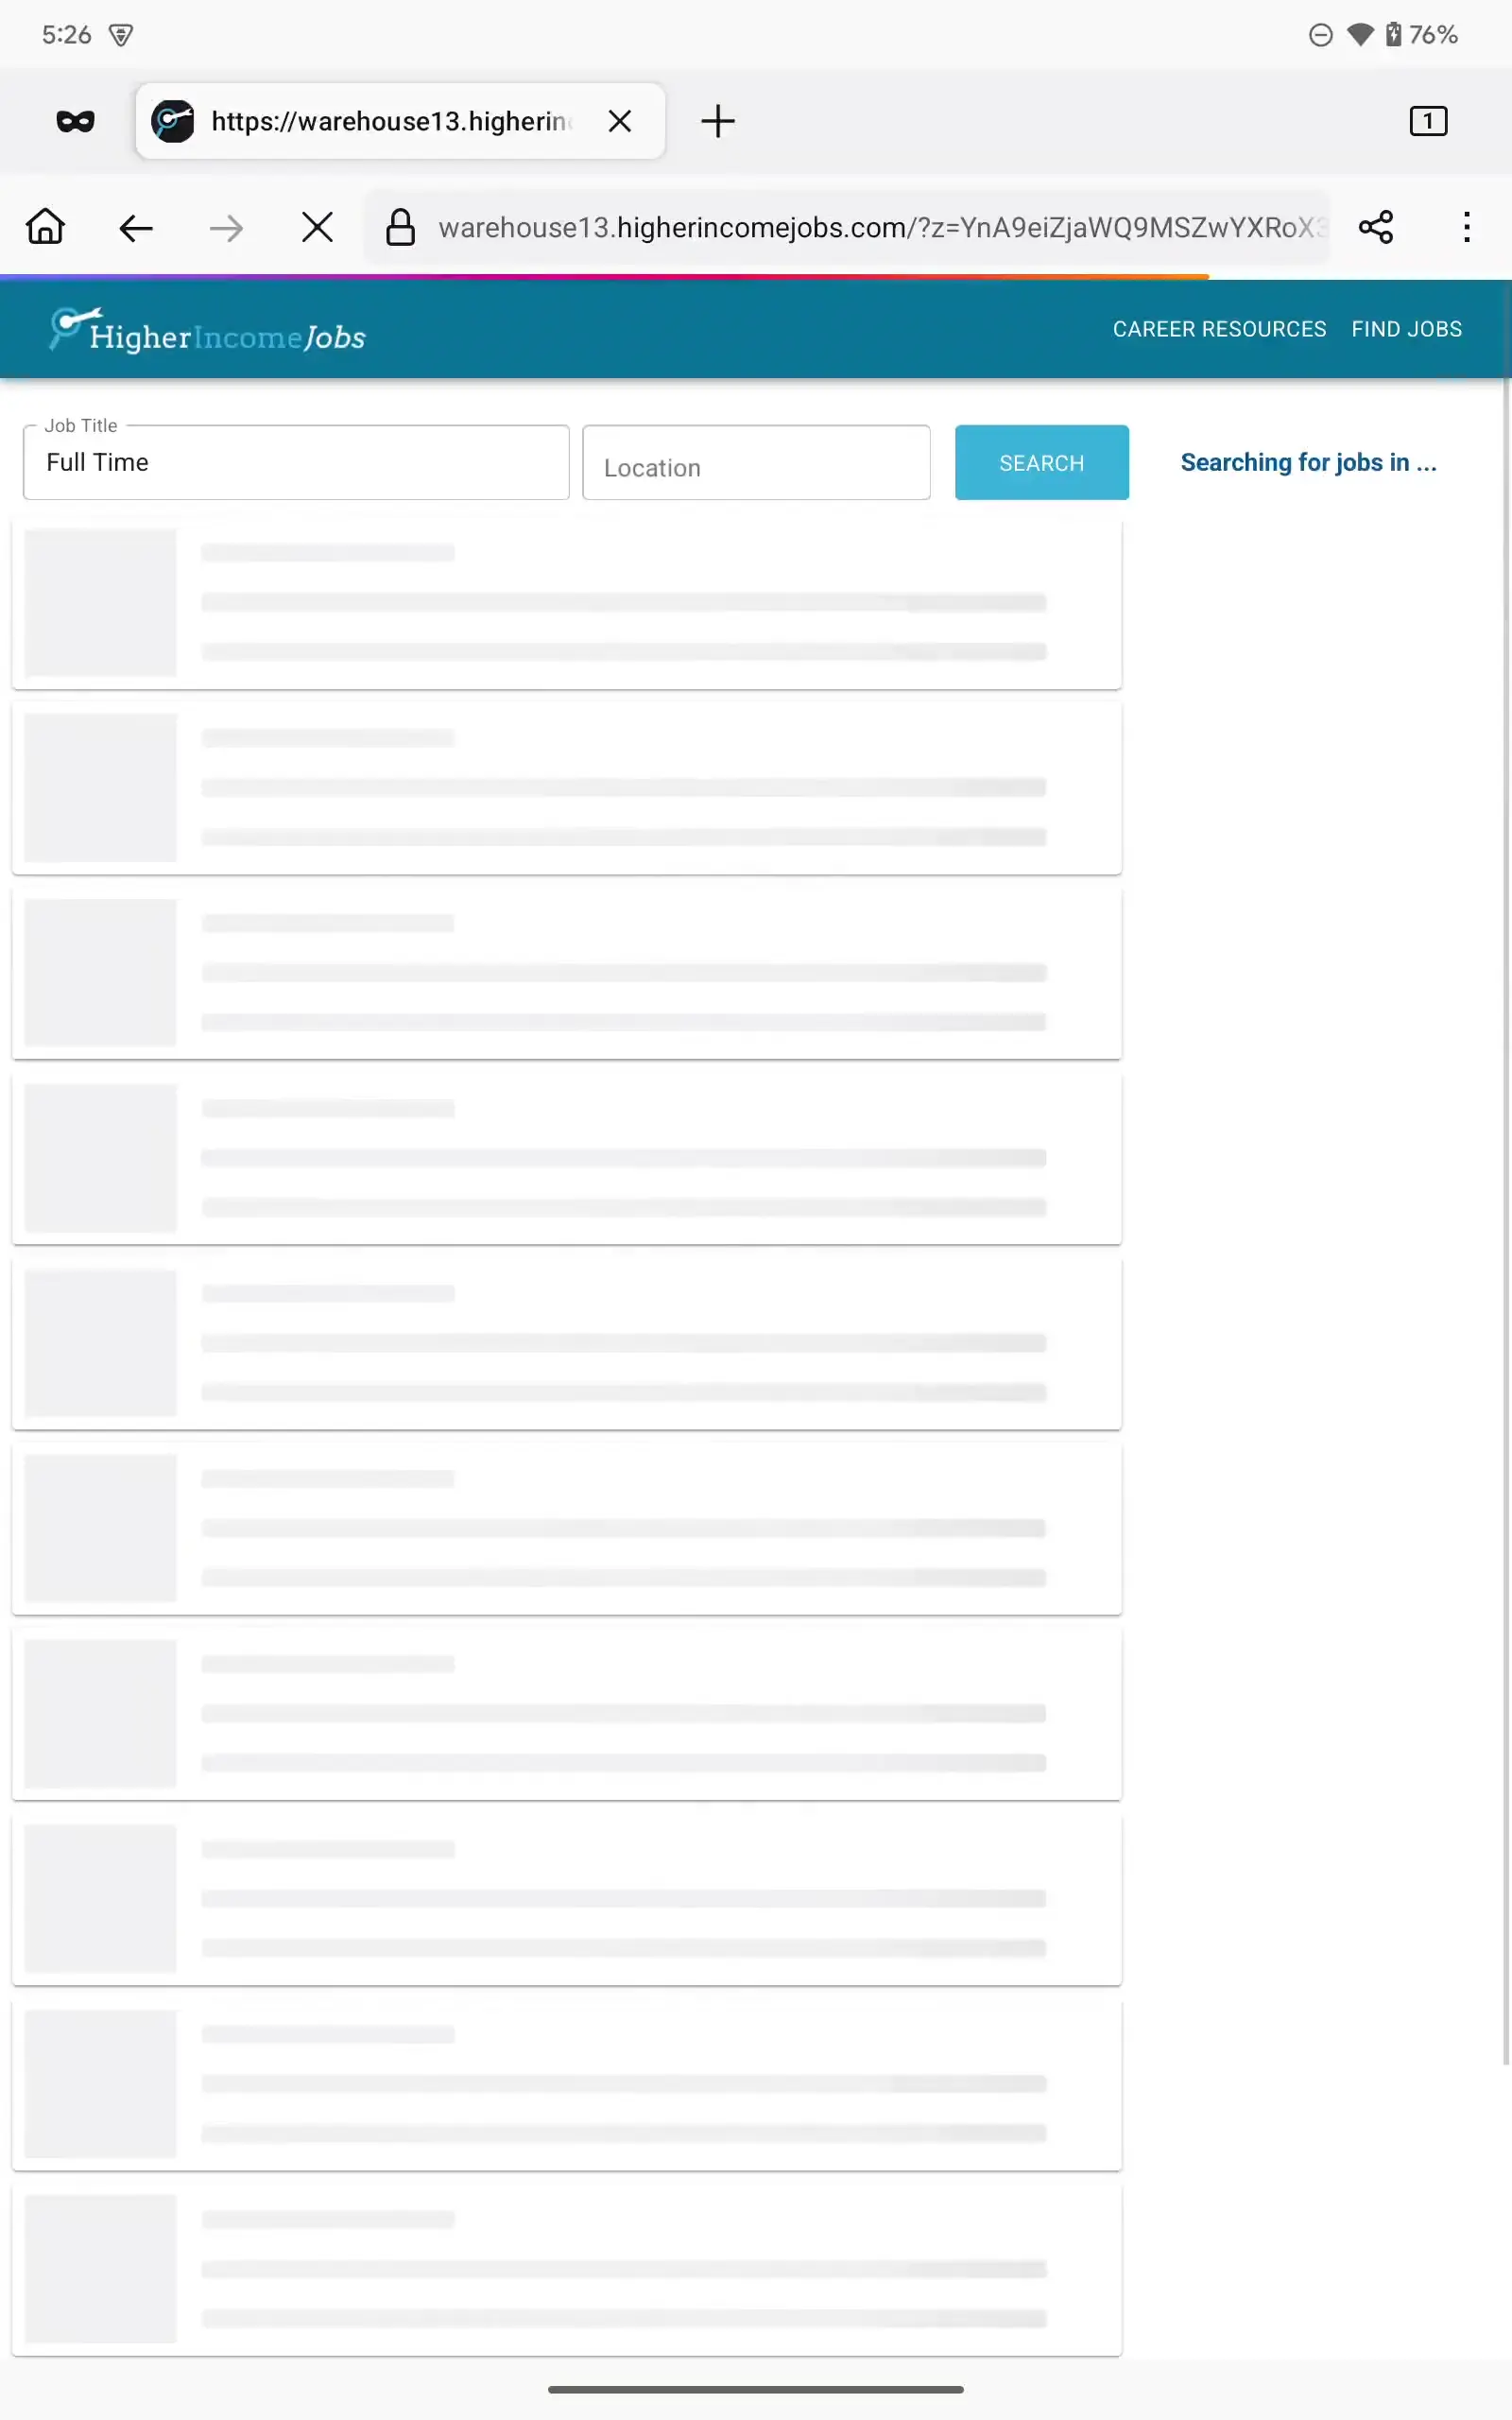 5:26
76%
https://warehouse13.higherin
1
warehouse13.higherincomejobs.com/?z=YnA9eiZjaWQ9MSZwYXRoX3
HigherIncomeJobs
CAREER RESOURCES
FIND JOBS
Job Title
Full Time
Location
SEARCH
Searching for jobs in ...